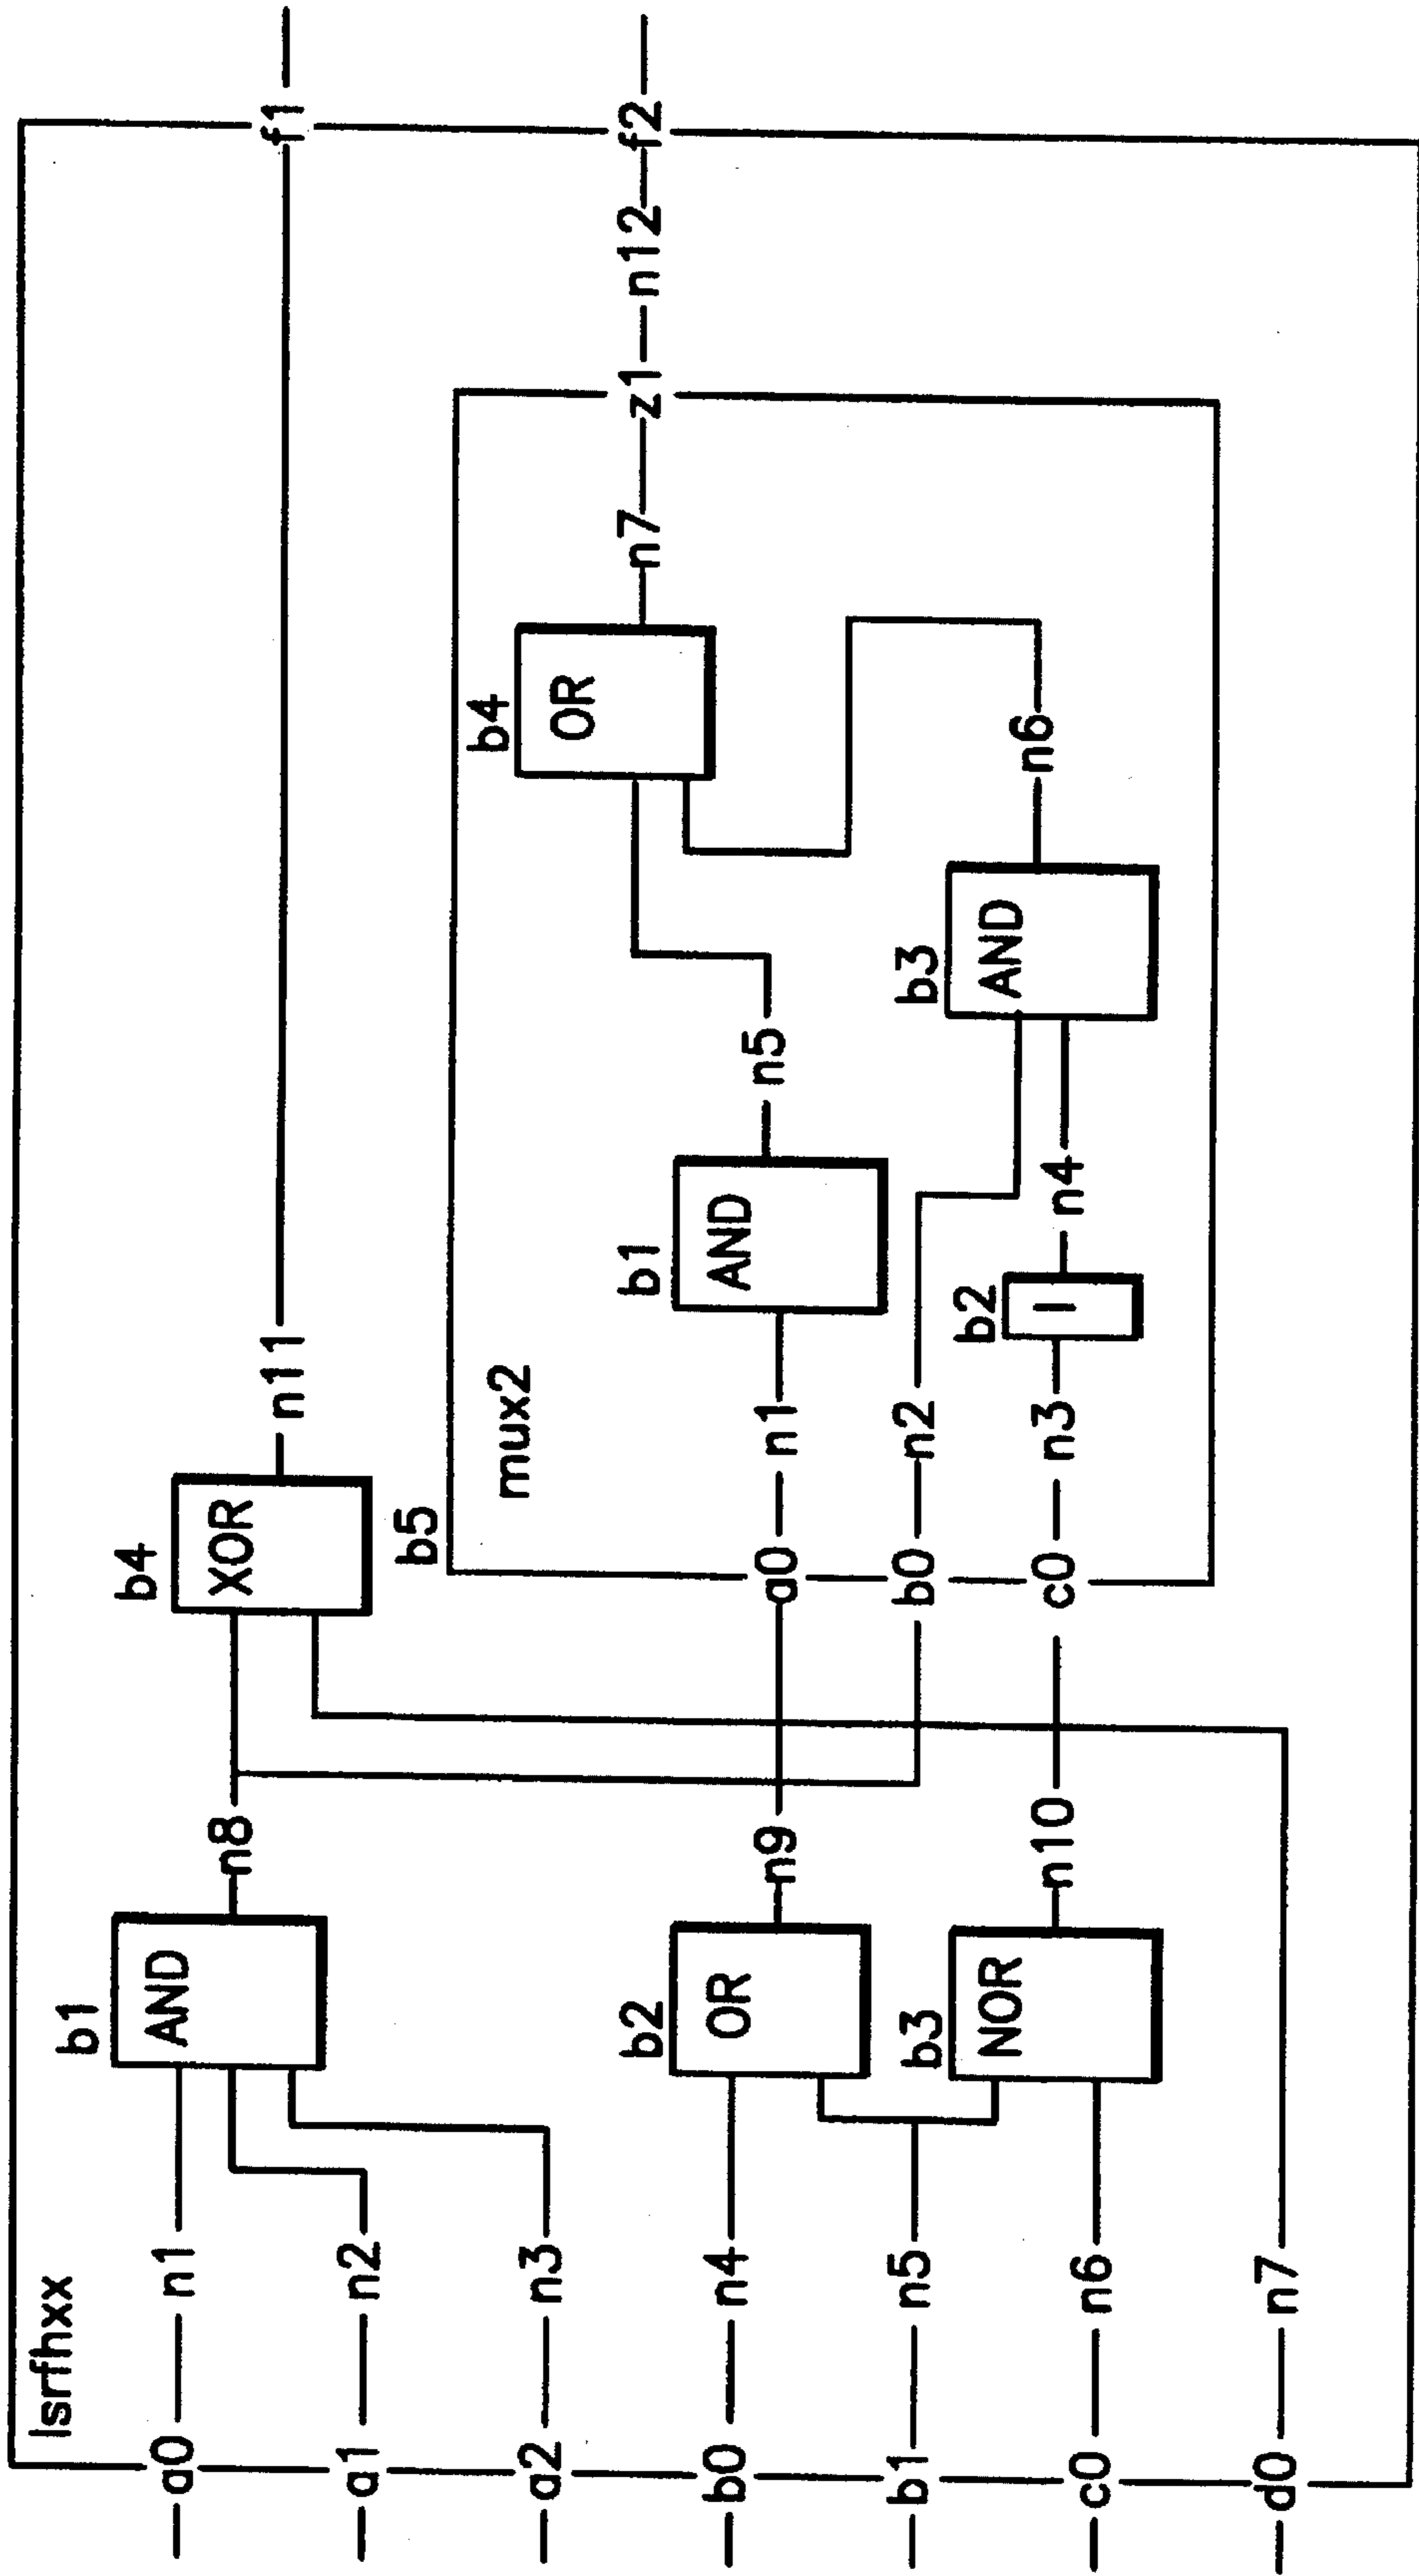 lsrfhxx
a0 n1
a1 n2
a2 n3
b0 n4
b1 n5
c0 n6
d0 n7
b1
AND
n8
b2
OR
n9
b3
NOR
n10
b4
XOR
n11
f1
b5
mux2
a0 n1
b0 n2
c0 n3
b1
AND
n5
b2
I
n4
b3
AND
n6
b4
OR
n7 z1 n12 f2